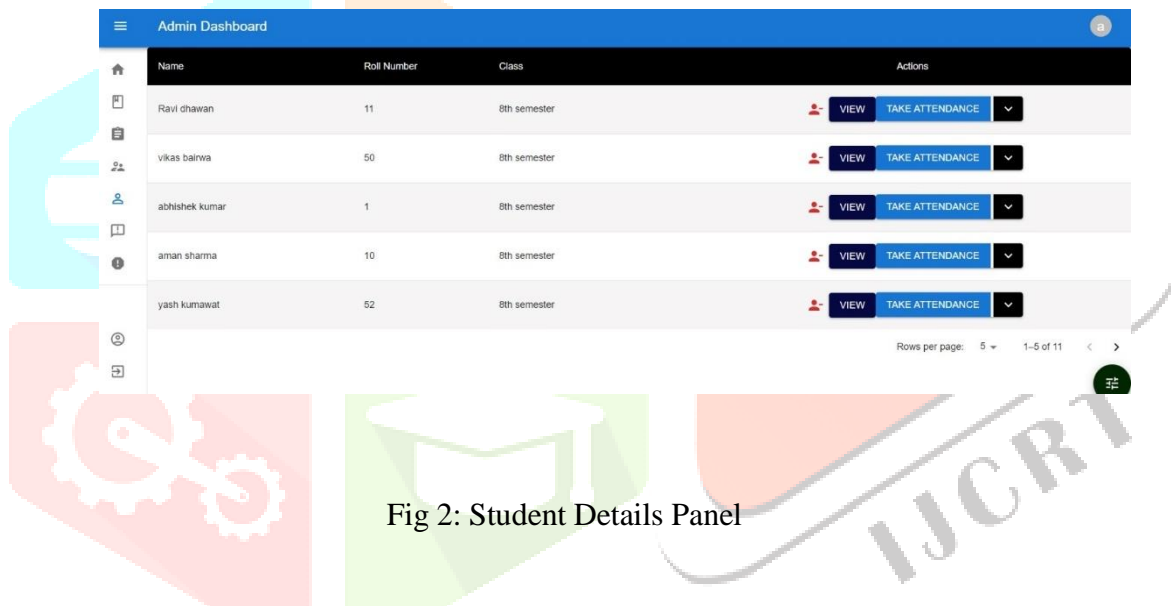 Admin Dashboard
a
Name Roll Number Class Actions
Ravi dhawan 11 8th semester VIEW TAKE ATTENDANCE
vikas bairwa 50 8th semester VIEW TAKE ATTENDANCE
abhishek kumar 1 8th semester VIEW TAKE ATTENDANCE
aman sharma 10 8th semester VIEW TAKE ATTENDANCE
yash kumawat 52 8th semester VIEW TAKE ATTENDANCE
Rows per page: 5 1–5 of 11
IJCRT
Fig 2: Student Details Panel